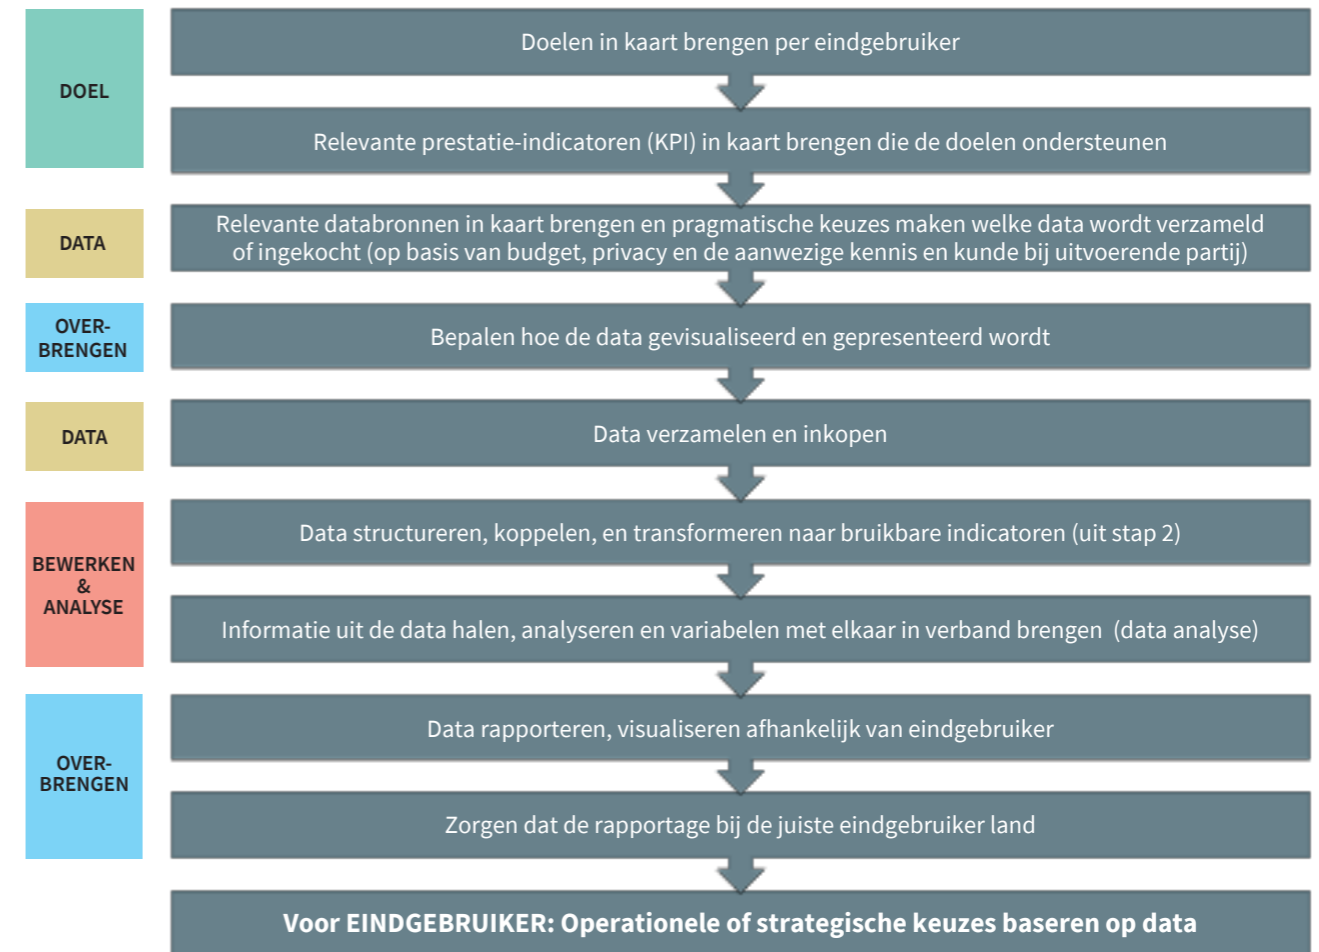 DOEL
Doelen in kaart brengen per eindgebruiker
Relevante prestatie-indicatoren (KPI) in kaart brengen die de doelen ondersteunen
DATA
Relevante databronnen in kaart brengen en pragmatische keuzes maken welke data wordt verzameld
of ingekocht (op basis van budget, privacy en de aanwezige kennis en kunde bij uitvoerende partij)
OVER-
BRENGEN
Bepalen hoe de data gevisualiseerd en gepresenteerd wordt
DATA
Data verzamelen en inkopen
BEWERKEN
&
ANALYSE
Data structureren, koppelen, en transformeren naar bruikbare indicatoren (uit stap 2)
Informatie uit de data halen, analyseren en variabelen met elkaar in verband brengen (data analyse)
OVER-
BRENGEN
Data rapporteren, visualiseren afhankelijk van eindgebruiker
Zorgen dat de rapportage bij de juiste eindgebruiker land
Voor EINDGEBRUIKER: Operationele of strategische keuzes baseren op data